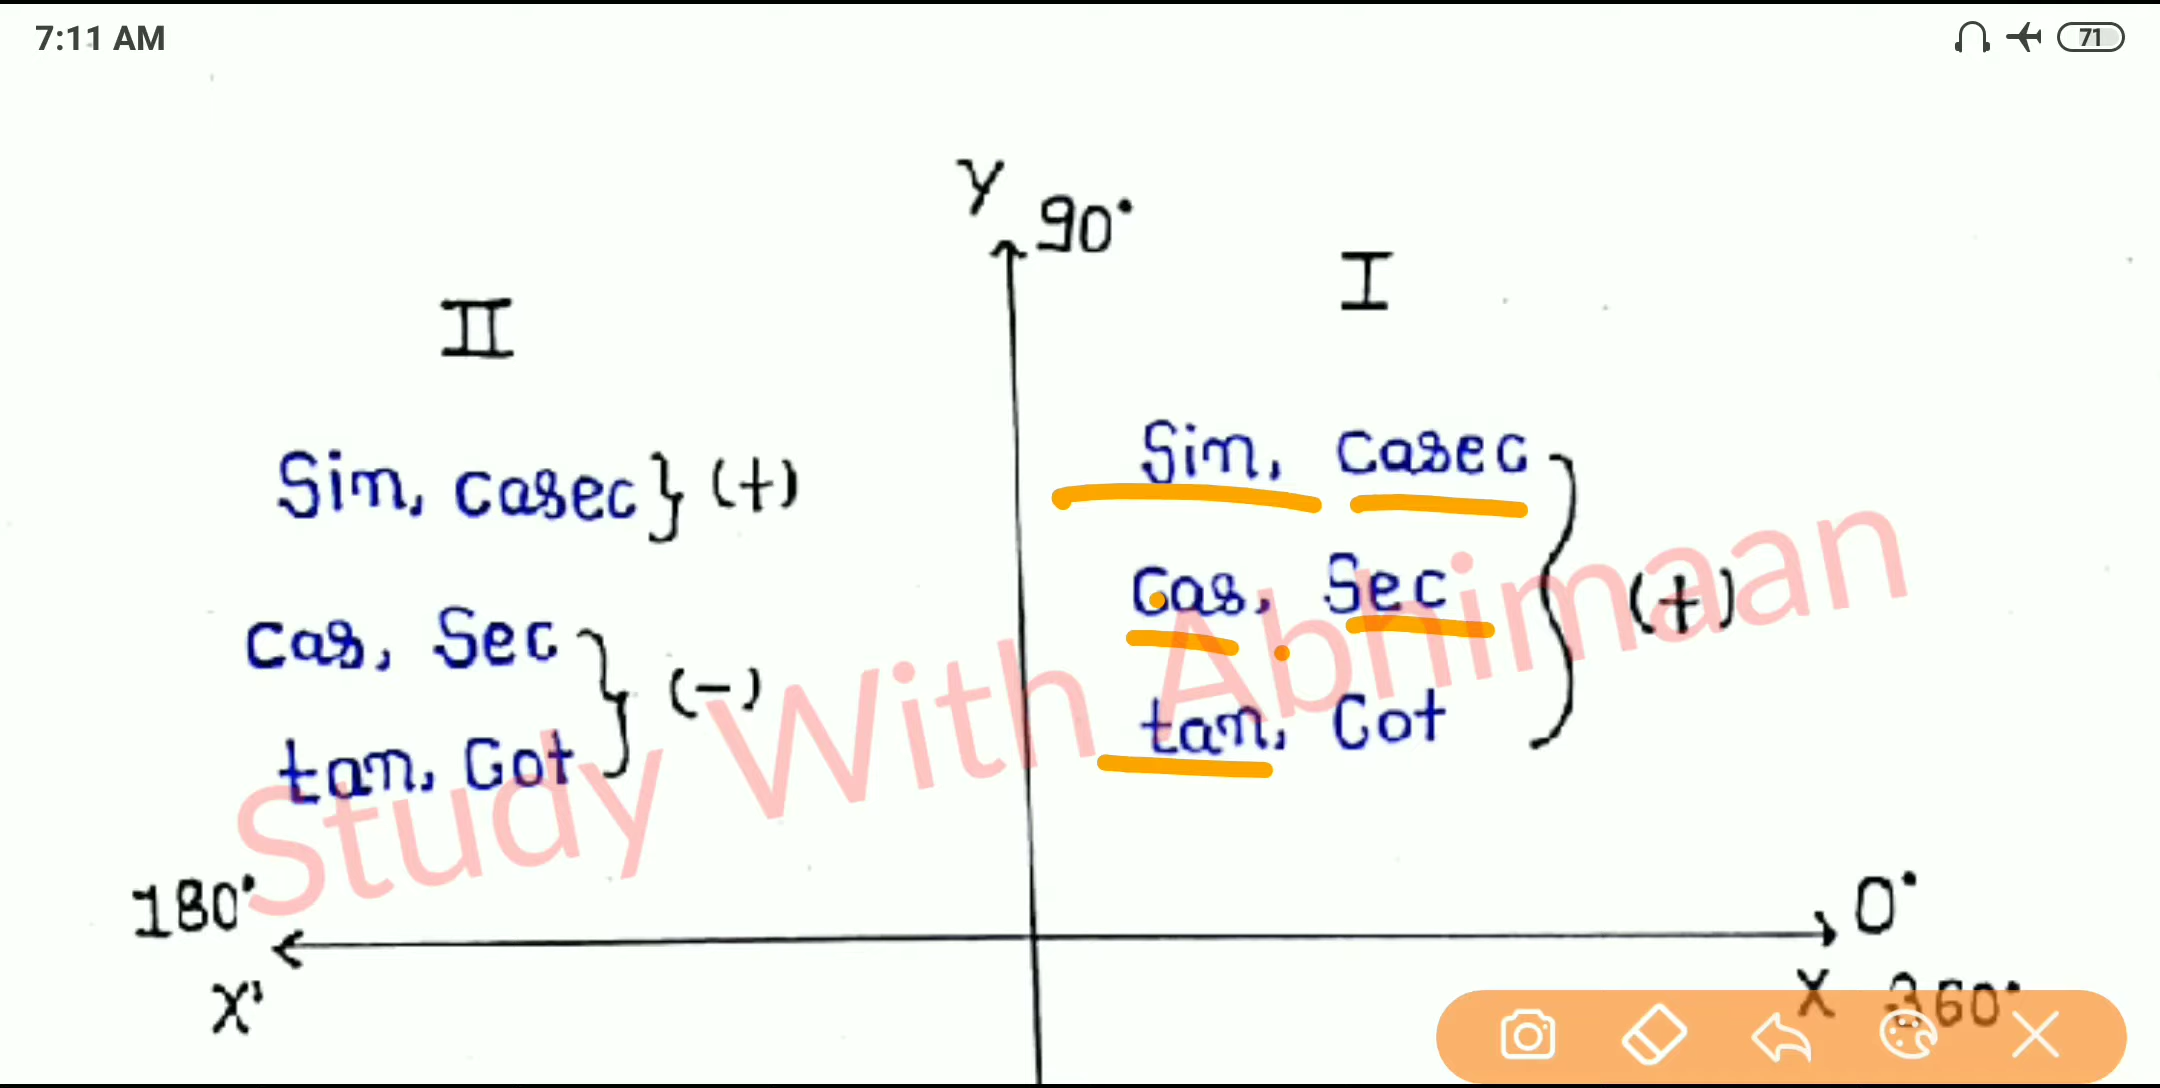 7:11 AM
71
Y
90°
I
II
Sin, cosec
Sin, cosec } (+)
cos, Sec
(+)
cos, Sec
(-)
tan, Cot
tan, Cot
Study With Abhimaan
180°
0°
X'
X 360°